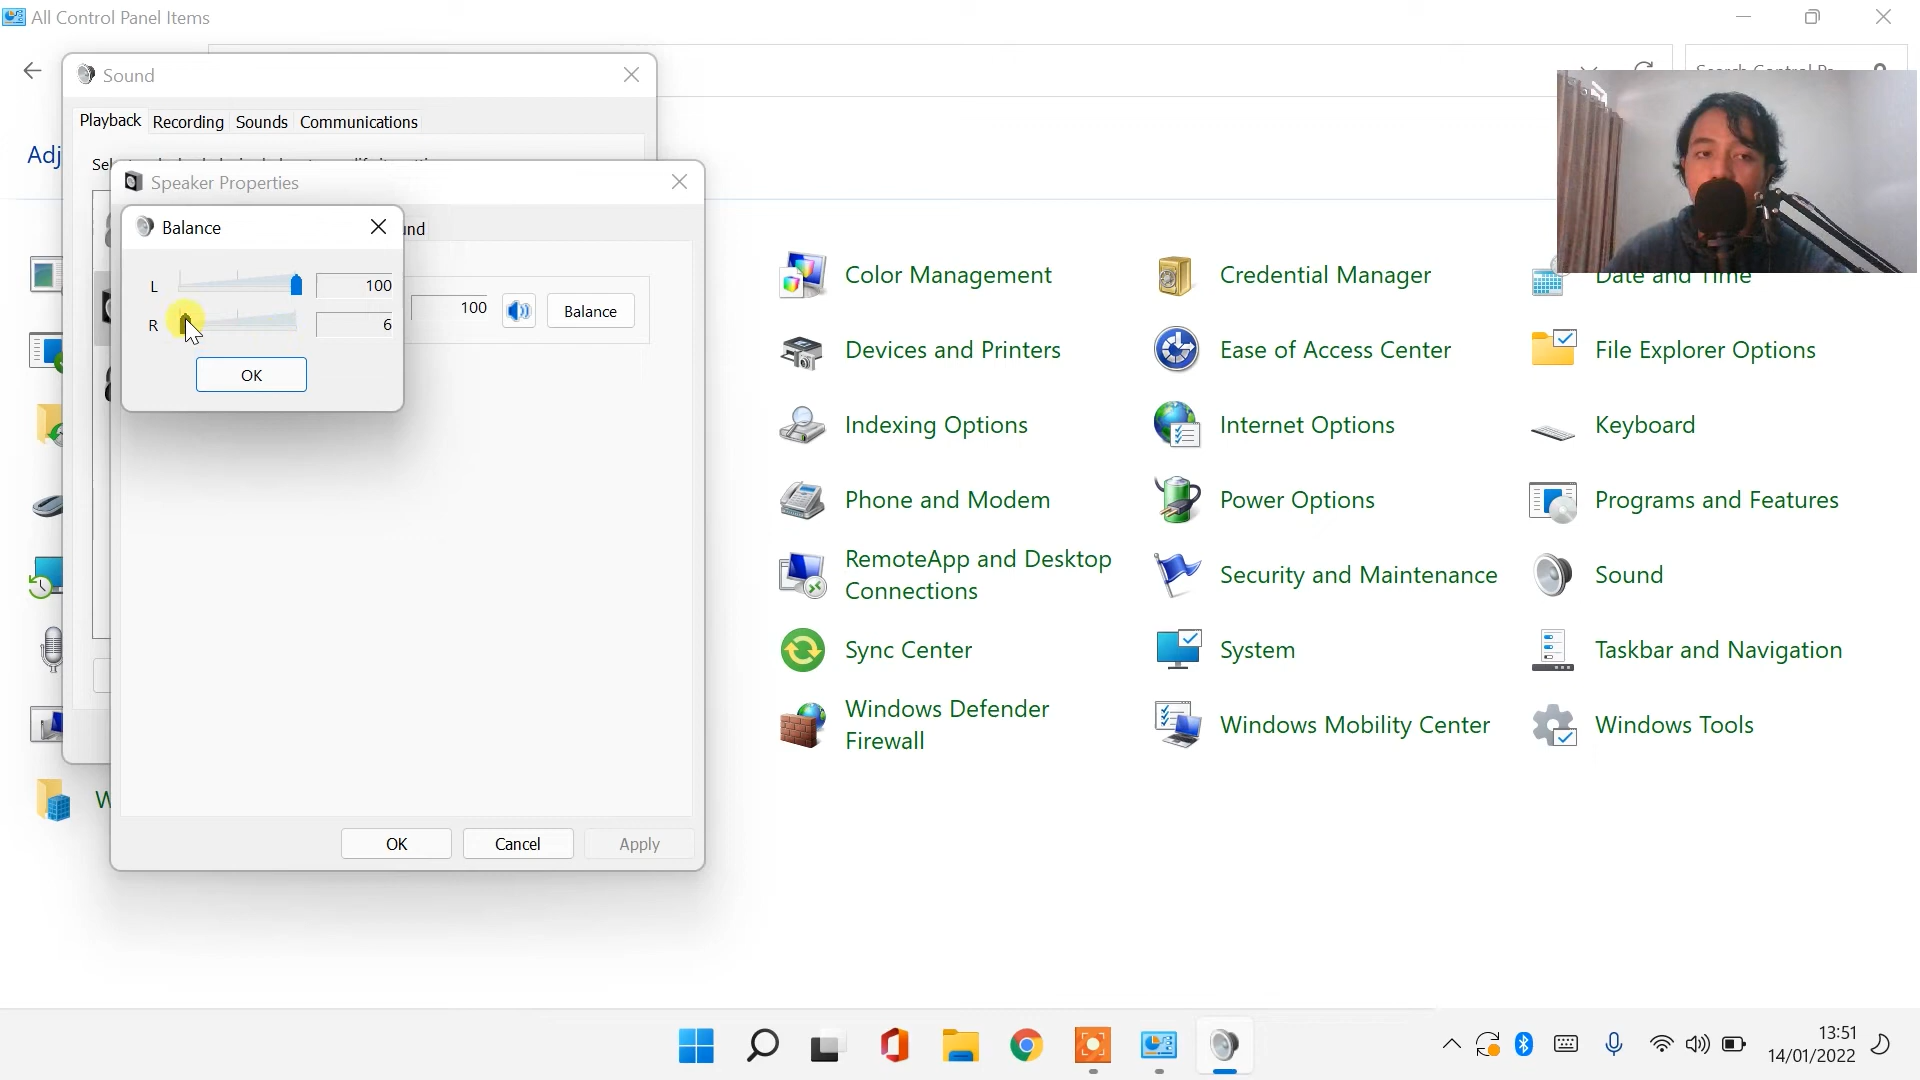 All Control Panel Items
Sound
Playback Recording Sounds Communications
Adj
Sel
Speaker Properties
Balance
und
L 100
R 6
100
Balance
OK
OK Cancel Apply
W
Color Management
Credential Manager
Date and Time
Devices and Printers
Ease of Access Center
File Explorer Options
Indexing Options
Internet Options
Keyboard
Phone and Modem
Power Options
Programs and Features
RemoteApp and Desktop
Connections
Security and Maintenance
Sound
Sync Center
System
Taskbar and Navigation
Windows Defender
Firewall
Windows Mobility Center
Windows Tools
13:51
14/01/2022